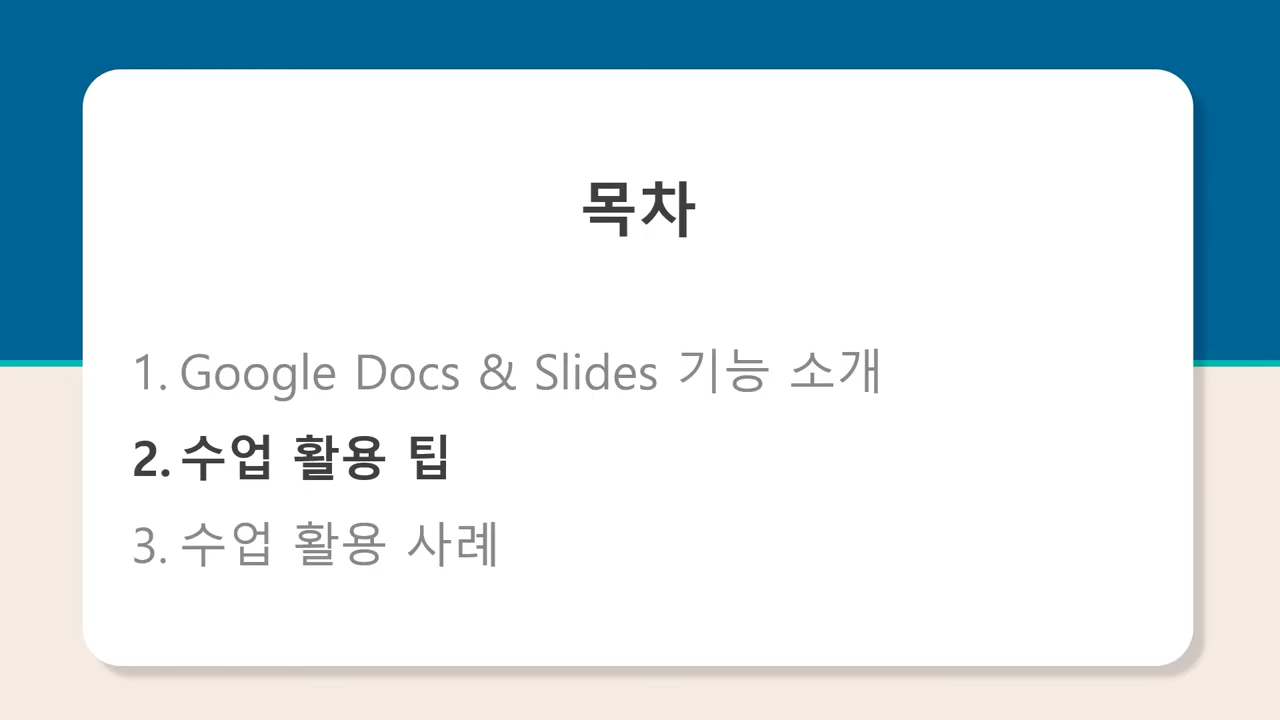 목차
1. Google Docs & Slides 기능 소개
2. 수업 활용 팁
3. 수업 활용 사례